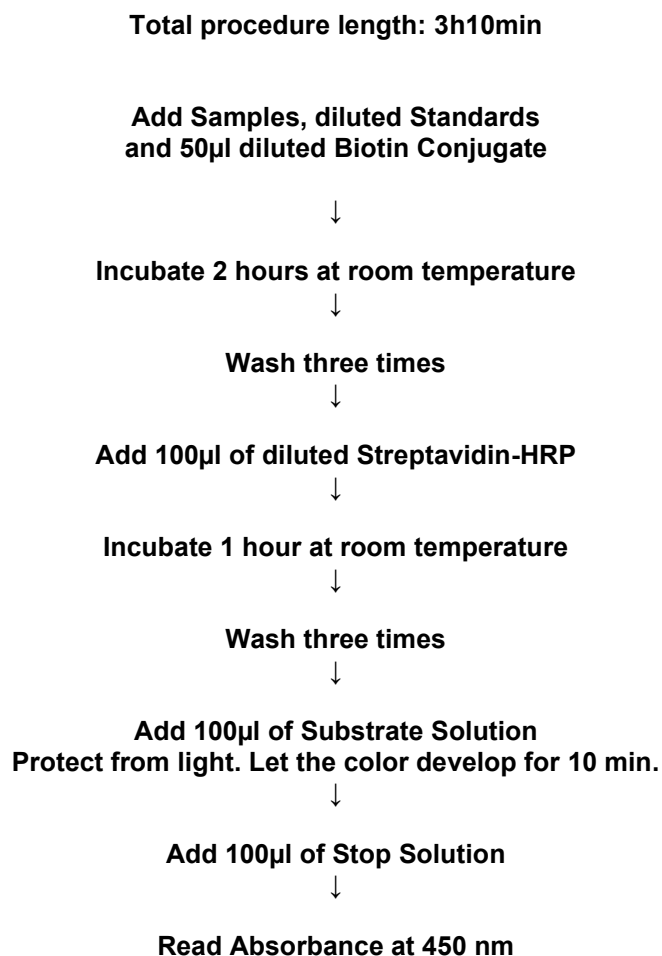 Total procedure length: 3h10min
Add Samples, diluted Standards
and 50µl diluted Biotin Conjugate
↓
Incubate 2 hours at room temperature
↓
Wash three times
↓
Add 100µl of diluted Streptavidin-HRP
↓
Incubate 1 hour at room temperature
↓
Wash three times
↓
Add 100µl of Substrate Solution
Protect from light. Let the color develop for 10 min.
↓
Add 100µl of Stop Solution
↓
Read Absorbance at 450 nm